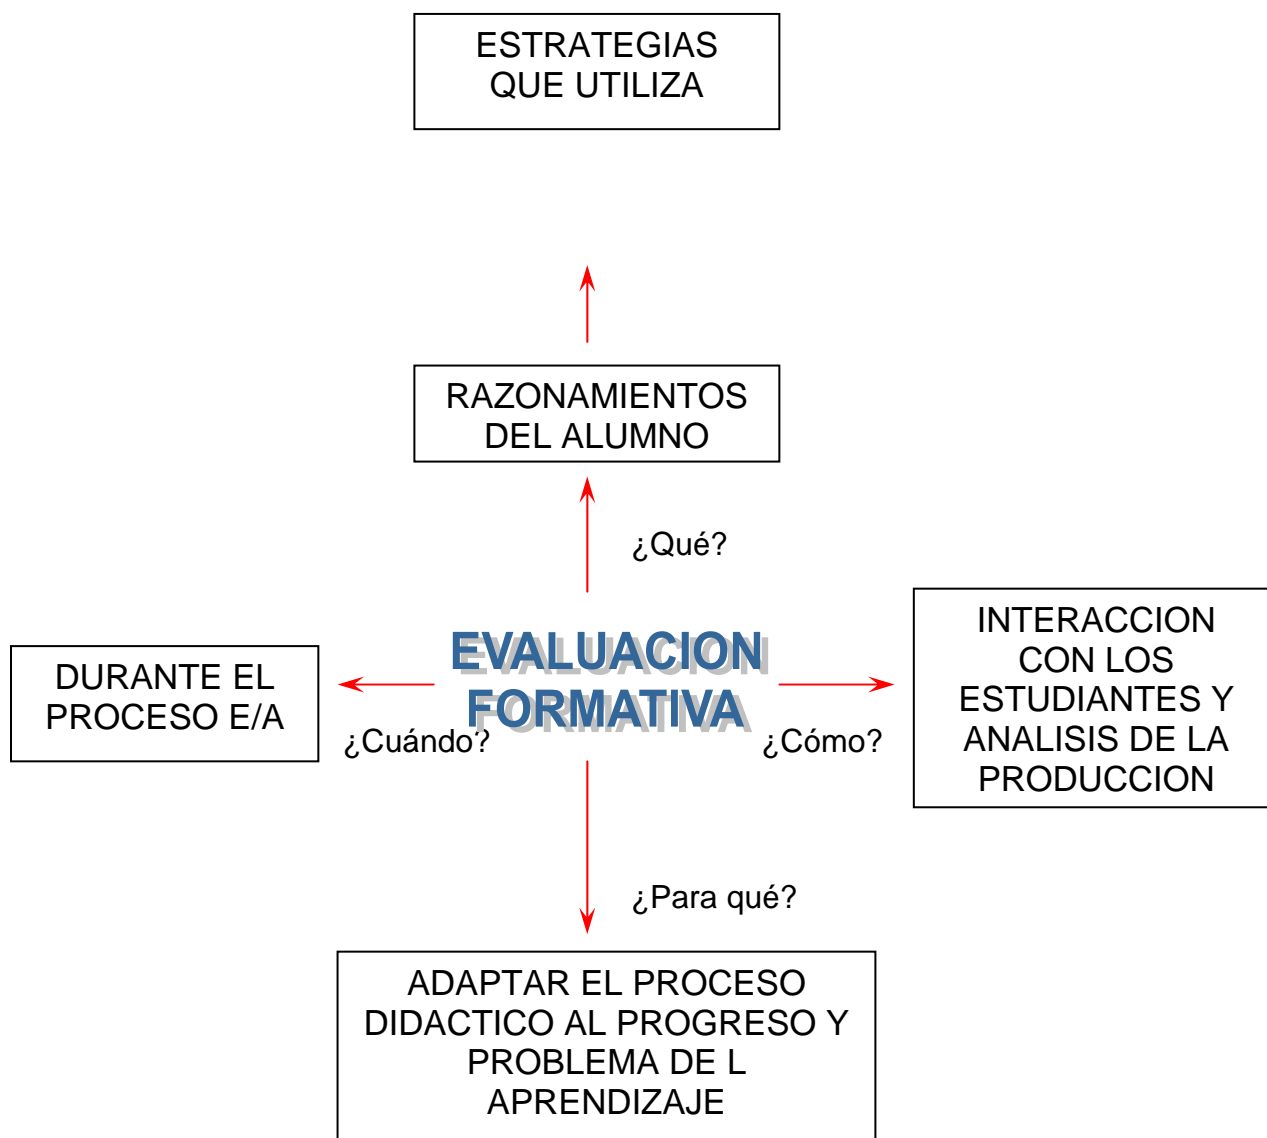 ESTRATEGIAS
QUE UTILIZA
RAZONAMIENTOS
DEL ALUMNO
¿Qué?
DURANTE EL
PROCESO E/A
¿Cuándo?
EVALUACION
FORMATIVA
¿Cómo?
INTERACCION
CON LOS
ESTUDIANTES Y
ANALISIS DE LA
PRODUCCION
¿Para qué?
ADAPTAR EL PROCESO
DIDACTICO AL PROGRESO Y
PROBLEMA DE L
APRENDIZAJE